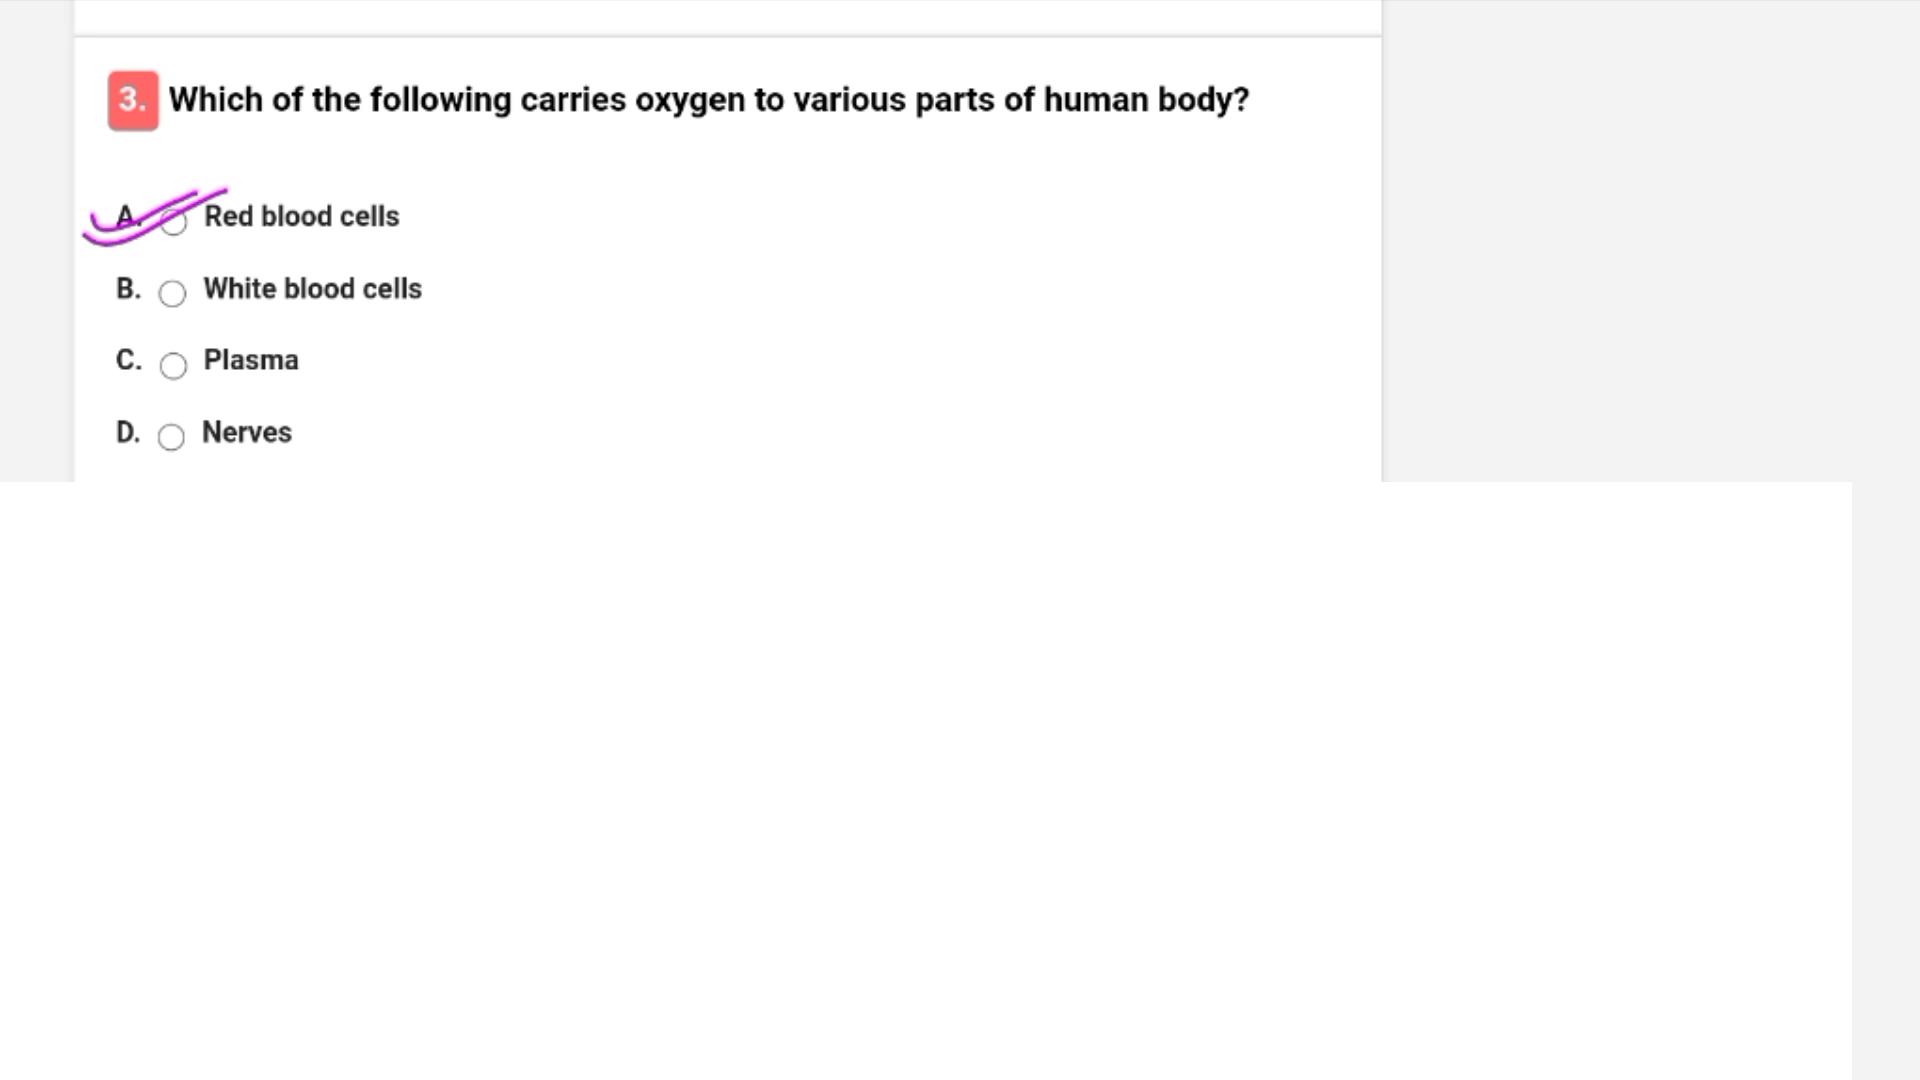 3. Which of the following carries oxygen to various parts of human body?
A. Red blood cells
B. White blood cells
C. Plasma
D. Nerves